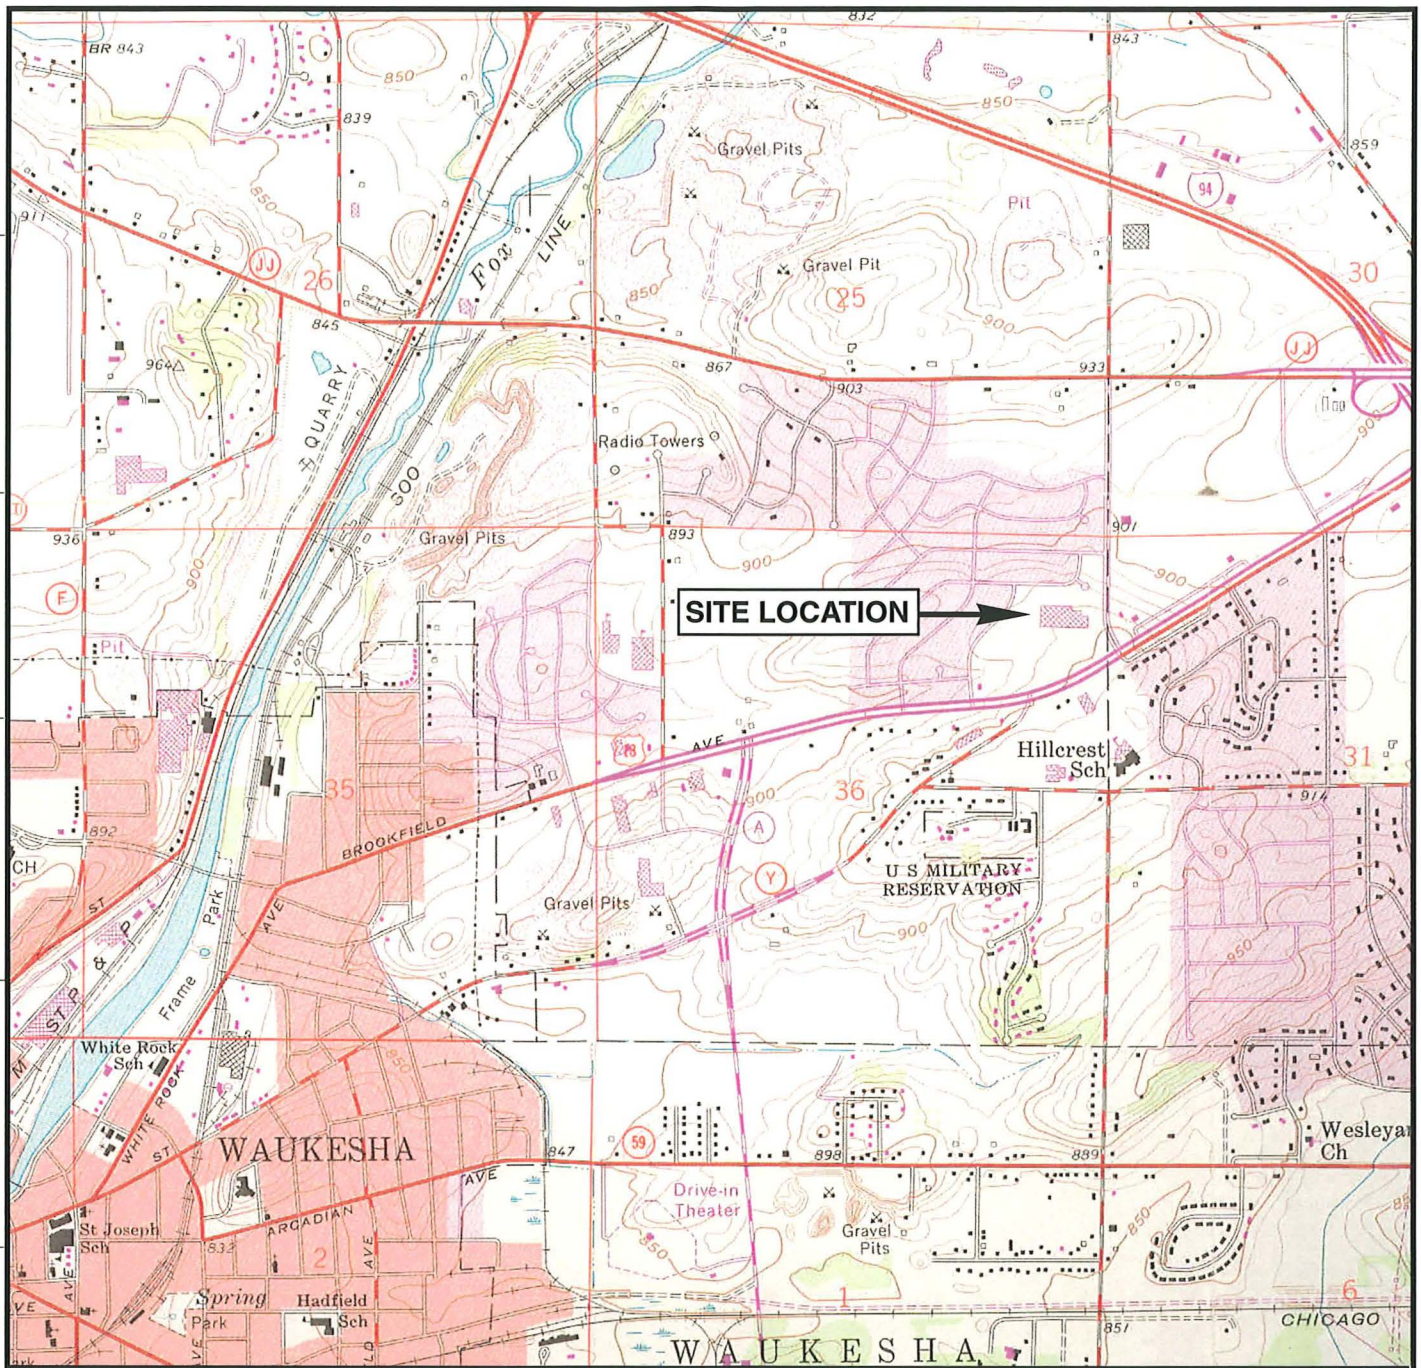 832
BR 843
843
850
839
850
859
Gravel Pits
94
850
Pit
911
Fox
LINE
JJ
26
Gravel Pit
25
30
850
900
845
867
933
JJ
964
903
900
QUARRY
Radio Towers
500
936
Gravel Pits
893
901
900
900
900
F
SITE LOCATION
Pit
18
AVE
Hillcrest
Sch
31
35
900
36
914
892
BROOKFIELD
A
CH
Y
U S MILITARY
RESERVATION
ST
Park
AVE
Gravel Pits
900
950
M ST P & P
Frame
White Rock
Sch
850
WHITE ROCK
ST
WAUKESHA
847
59
898
889
Wesleyan
Ch
AVE
Drive-in
Theater
ARCADIAN
St Joseph
Sch
832
850
Gravel
Pits
850
2
AVE
AVE
Spring
Park
Hadfield
Sch
1
6
CHICAGO
851
WAUKESHA